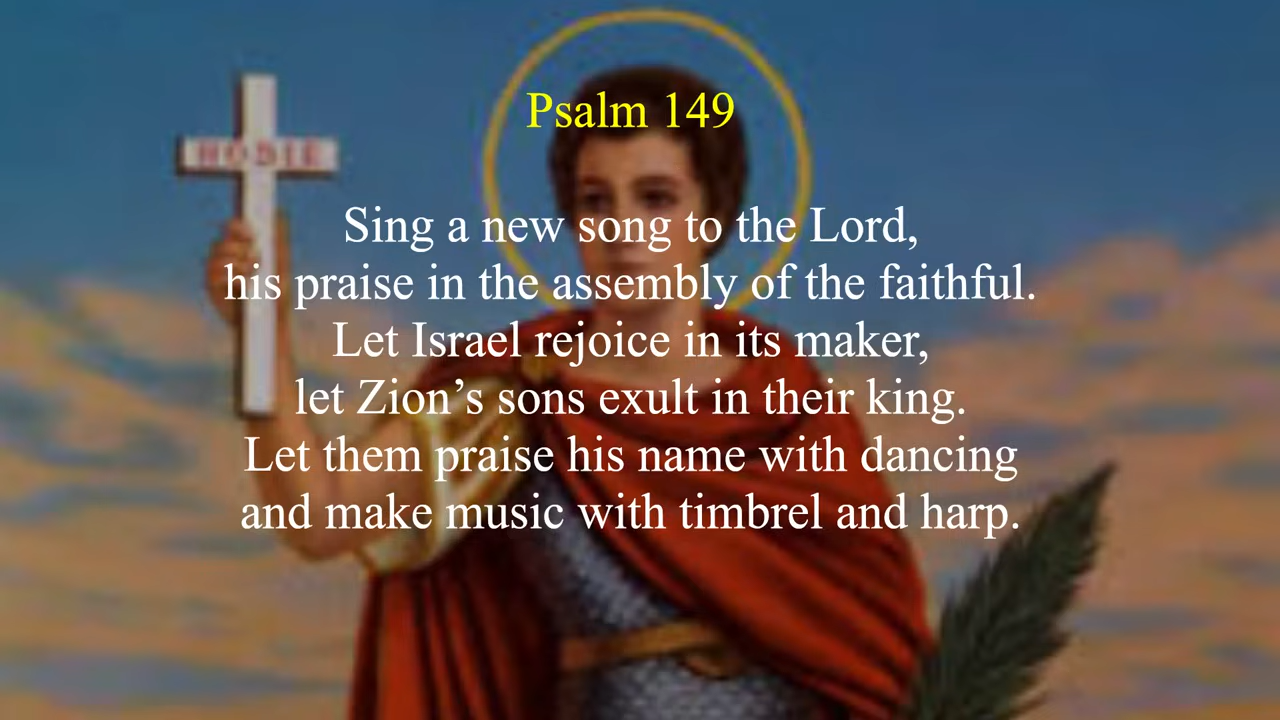 HODIE
Psalm 149
Sing a new song to the Lord,
his praise in the assembly of the faithful.
Let Israel rejoice in its maker,
let Zion’s sons exult in their king.
Let them praise his name with dancing
and make music with timbrel and harp.